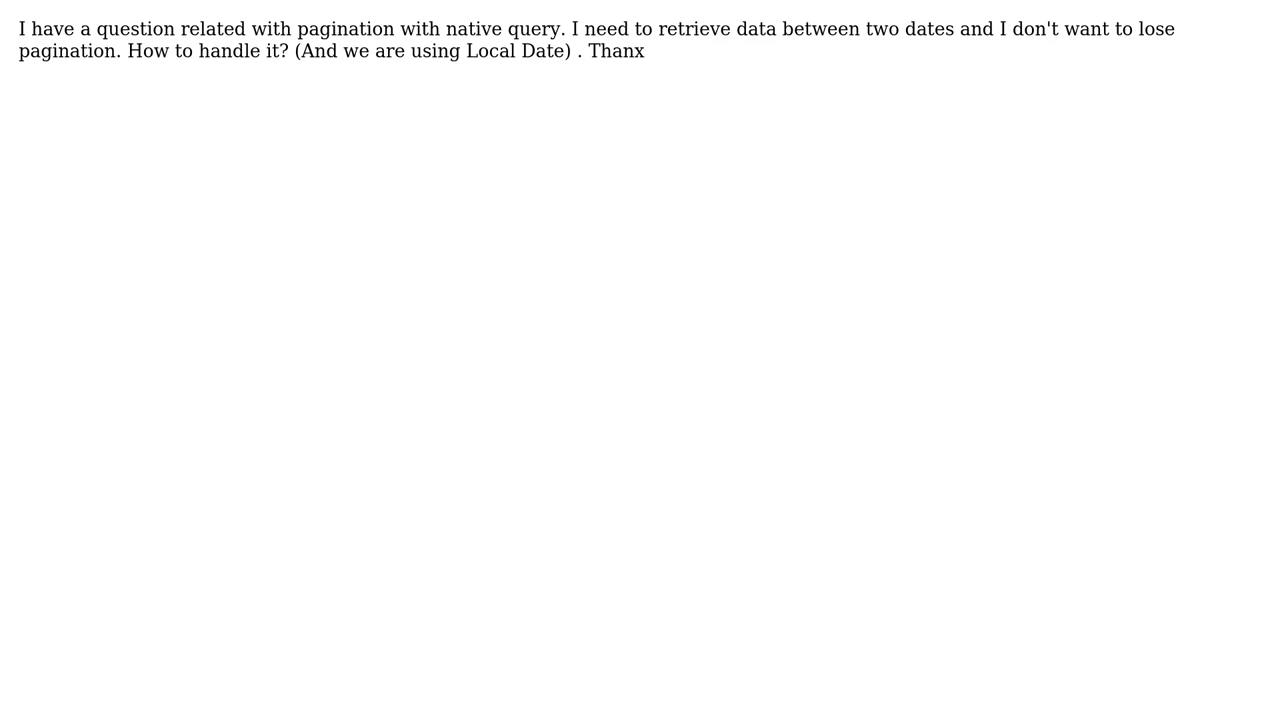 I have a question related with pagination with native query. I need to retrieve data between two dates and I don't want to lose
pagination. How to handle it? (And we are using Local Date) . Thanx